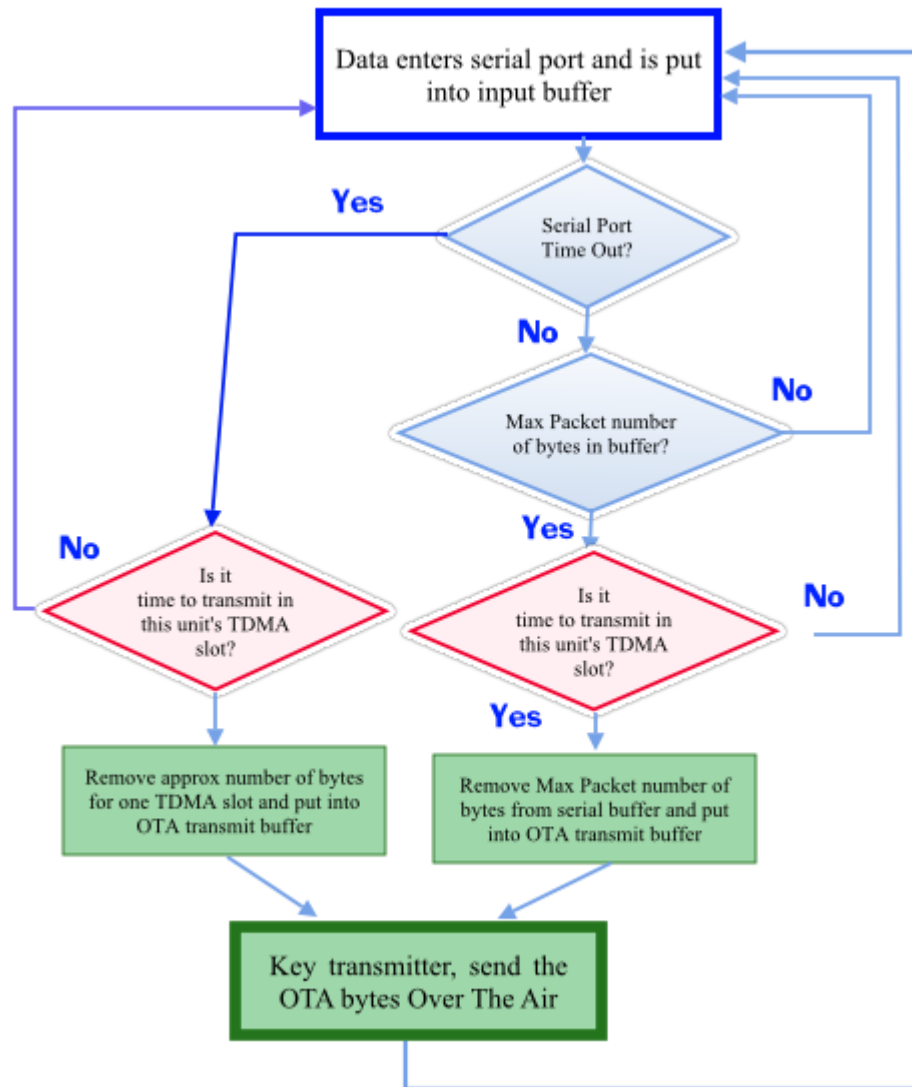 Data enters serial port and is put
into input buffer
Yes
Serial Port
Time Out?
No
Max Packet number
of bytes in buffer?
No
Yes
No
Is it
time to transmit in
this unit's TDMA
slot?
Is it
time to transmit in
this unit's TDMA
slot?
No
Yes
Remove approx number of bytes
for one TDMA slot and put into
OTA transmit buffer
Remove Max Packet number of
bytes from serial buffer and put
into OTA transmit buffer
Key transmitter, send the
OTA bytes Over The Air